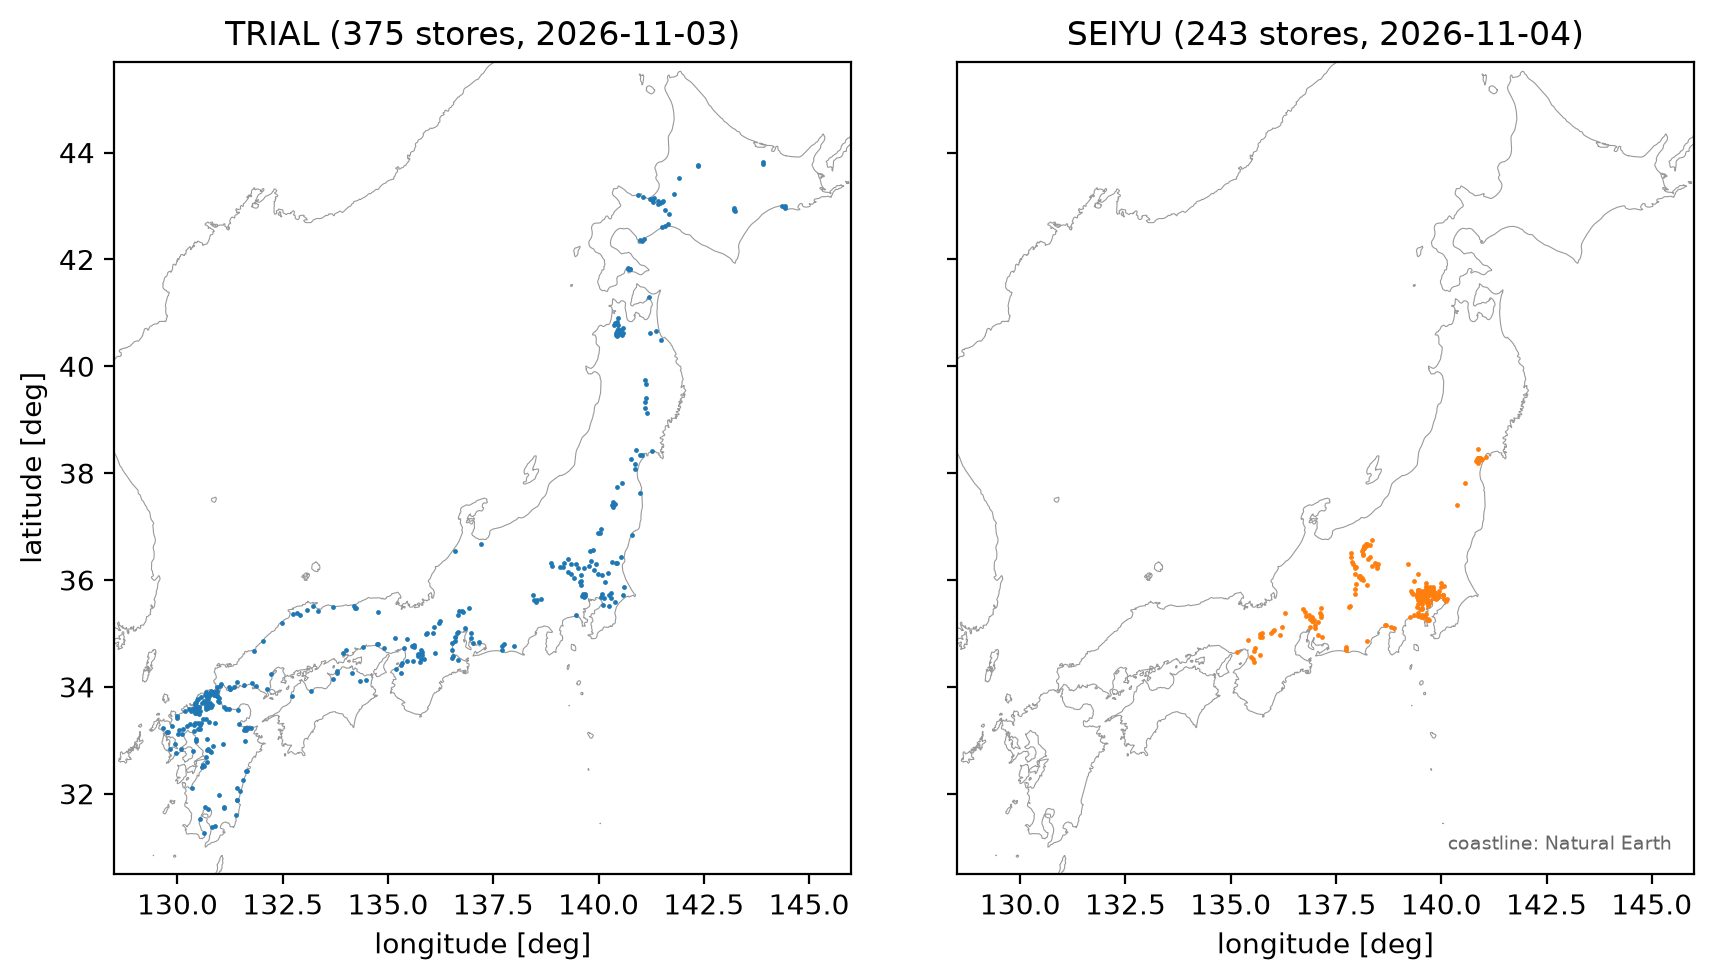 TRIAL (375 stores, 2026-11-03)
SEIYU (243 stores, 2026-11-04)
latitude [deg]
44
42
40
38
36
34
32
130.0 132.5 135.0 137.5 140.0 142.5 145.0
longitude [deg]
coastline: Natural Earth
130.0 132.5 135.0 137.5 140.0 142.5 145.0
longitude [deg]